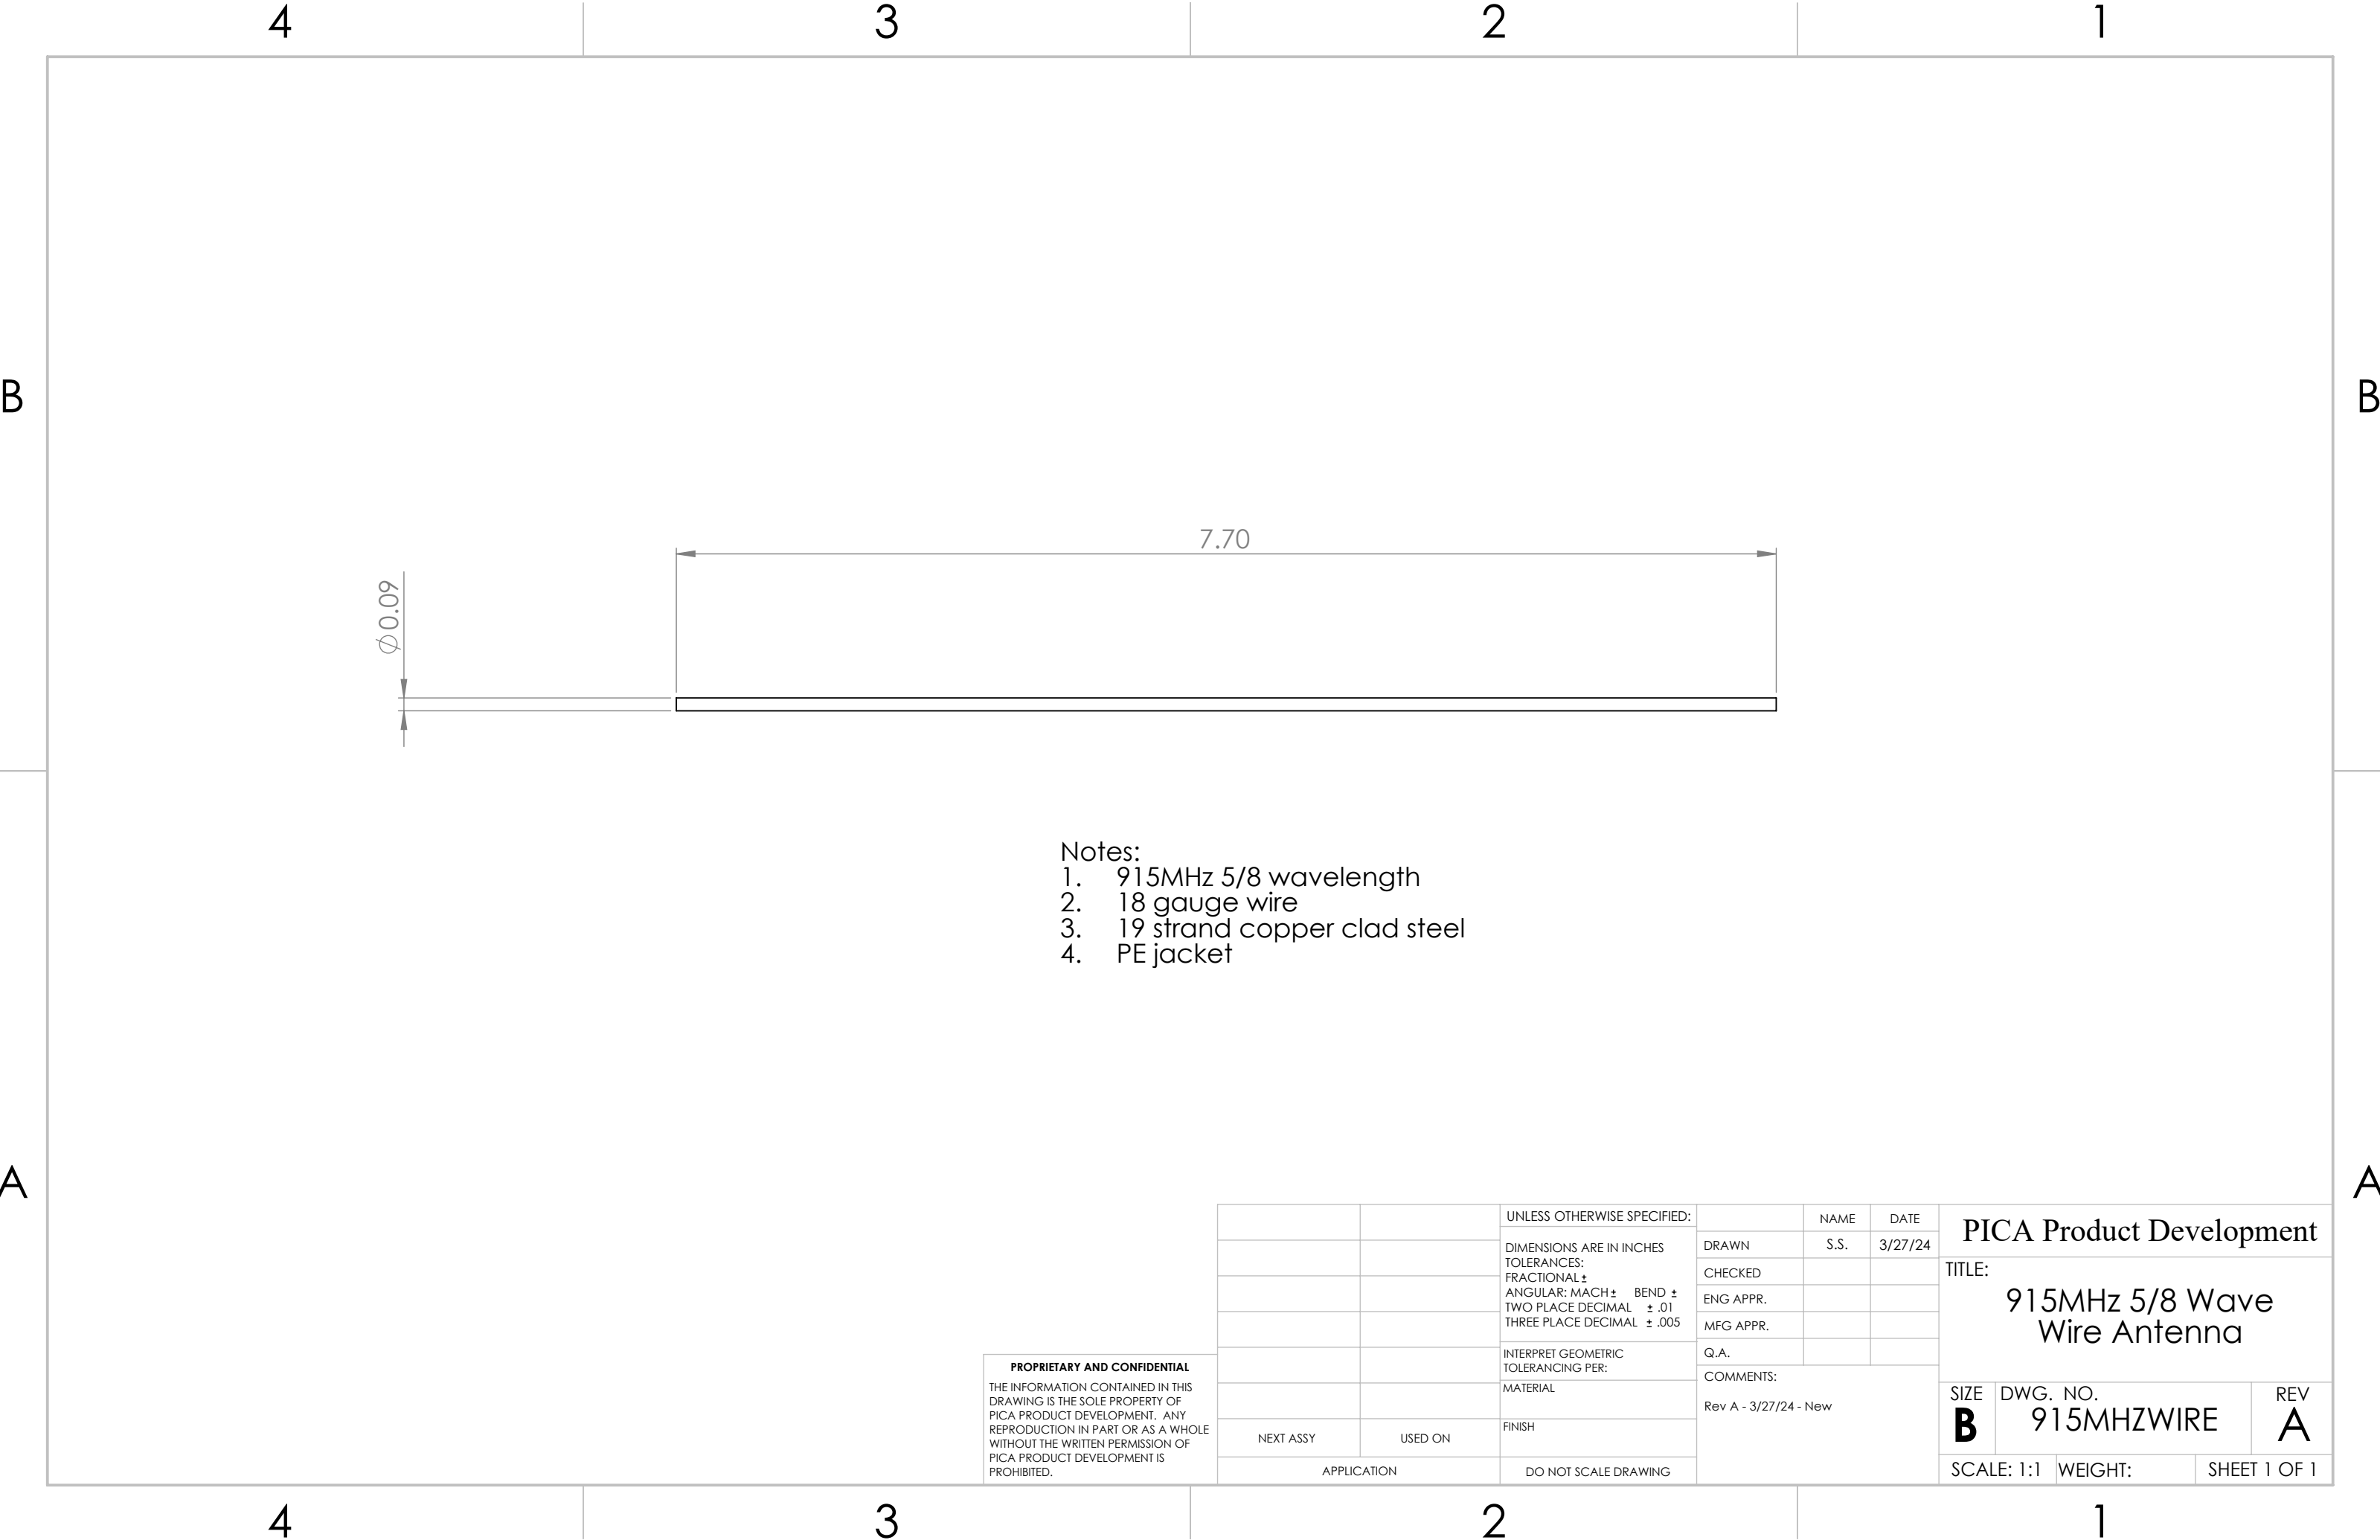 4 3 2 1
B B
7.70
∅0.09
Notes:
1. 915MHz 5/8 wavelength
2. 18 gauge wire
3. 19 strand copper clad steel
4. PE jacket
A A
PROPRIETARY AND CONFIDENTIAL
THE INFORMATION CONTAINED IN THIS
DRAWING IS THE SOLE PROPERTY OF
PICA PRODUCT DEVELOPMENT. ANY
REPRODUCTION IN PART OR AS A WHOLE
WITHOUT THE WRITTEN PERMISSION OF
PICA PRODUCT DEVELOPMENT IS
PROHIBITED.
NEXT ASSY USED ON
APPLICATION
UNLESS OTHERWISE SPECIFIED:
DIMENSIONS ARE IN INCHES
TOLERANCES:
FRACTIONAL ±
ANGULAR: MACH ± BEND ±
TWO PLACE DECIMAL ± .01
THREE PLACE DECIMAL ± .005
INTERPRET GEOMETRIC
TOLERANCING PER:
MATERIAL
FINISH
DO NOT SCALE DRAWING
NAME DATE
DRAWN S.S. 3/27/24
CHECKED
ENG APPR.
MFG APPR.
Q.A.
COMMENTS:
Rev A - 3/27/24 - New
PICA Product Development
TITLE:
915MHz 5/8 Wave
Wire Antenna
SIZE DWG. NO. REV
B 915MHZWIRE A
SCALE: 1:1 WEIGHT: SHEET 1 OF 1
4 3 2 1